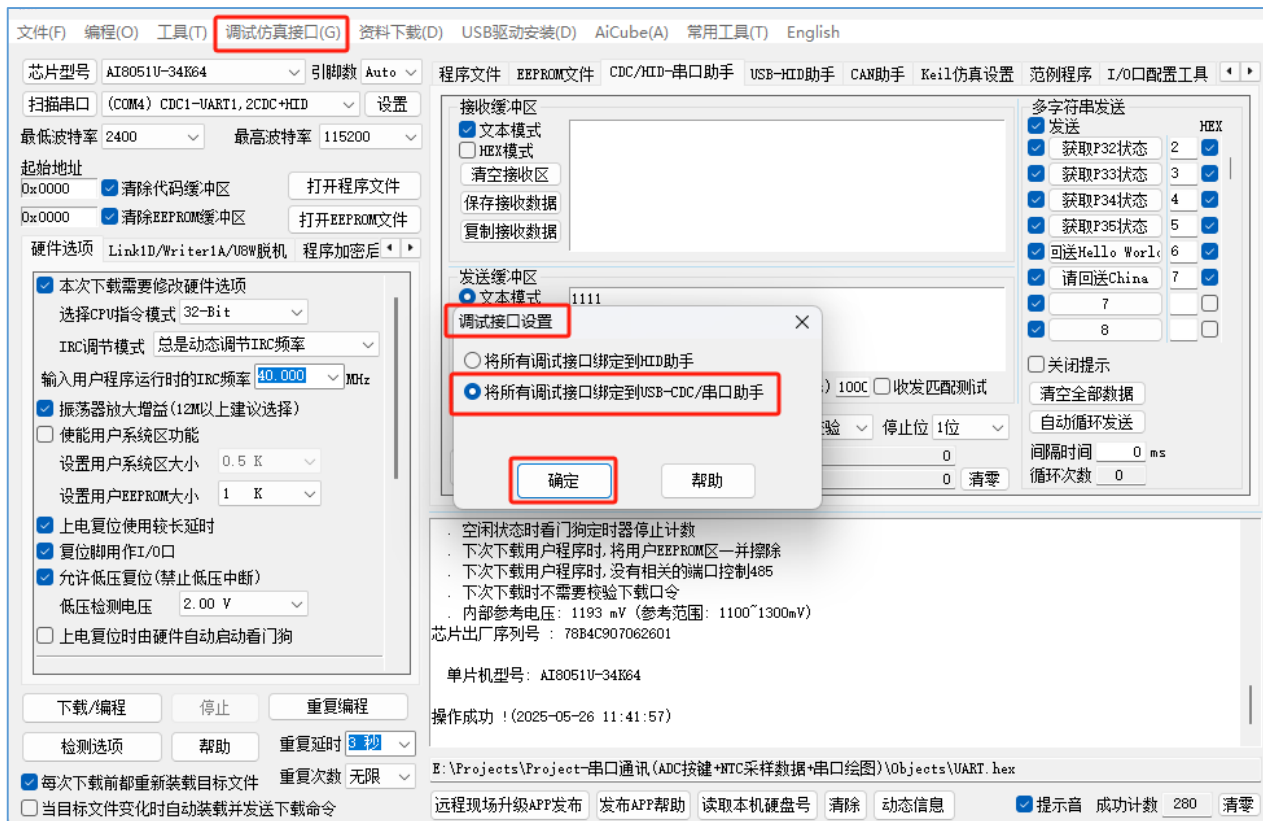 文件(F) 编程(O) 工具(T) 调试仿真接口(G) 资料下载(D) USB驱动安装(D) AiCube(A) 常用工具(T) English
芯片型号 AI8051U-34K64 引脚数 Auto
扫描串口 (COM4) CDC1-UART1,2CDC+HID 设置
最低波特率 2400 最高波特率 115200
起始地址
0x0000 清除代码缓冲区 打开程序文件
0x0000 清除EEPROM缓冲区 打开EEPROM文件
硬件选项 Link1D/Writer1A/U8W脱机 程序加密后
本次下载需要修改硬件选项
选择CPU指令模式 32-Bit
IRC调节模式 总是动态调节IRC频率
输入用户程序运行时的IRC频率 40.000 MHz
振荡器放大增益(12M以上建议选择)
使能用户系统区功能
设置用户系统区大小 0.5 K
设置用户EEPROM大小 1 K
上电复位使用较长延时
复位脚用作I/O口
允许低压复位(禁止低压中断)
低压检测电压 2.00 V
上电复位时由硬件自动启动看门狗
下载/编程 停止 重复编程
检测选项 帮助 重复延时 3 秒
每次下载前都重新装载目标文件 重复次数 无限
当目标文件变化时自动装载并发送下载命令
程序文件 EEPROM文件 CDC/HID-串口助手 USB-HID助手 CAN助手 Keil仿真设置 范例程序 I/O口配置工具
接收缓冲区
文本模式
HEX模式
清空接收区
保存接收数据
复制接收数据
发送缓冲区
文本模式 1111
调试接口设置
将所有调试接口绑定到HID助手
将所有调试接口绑定到USB-CDC/串口助手
确定 帮助
) 100C 收发匹配测试
验 停止位 1位
0
0 清零
多字符串发送
发送 HEX
获取P32状态 2
获取P33状态 3
获取P34状态 4
获取P35状态 5
回送Hello Worl 6
请回送China 7
7
8
关闭提示
清空全部数据
自动循环发送
间隔时间 0 ms
循环次数 0
. 空闲状态时看门狗定时器停止计数
. 下次下载用户程序时,将用户EEPROM区一并擦除
. 下次下载用户程序时,没有相关的端口控制485
. 下次下载时不需要校验下载口令
. 内部参考电压: 1193 mV (参考范围: 1100~1300mV)
芯片出厂序列号 : 78B4C907062601
单片机型号: AI8051U-34K64
操作成功 !(2025-05-26 11:41:57)
E:\Projects\Project-串口通讯(ADC按键+NTC采样数据+串口绘图)\Objects\UART.hex
远程现场升级APP发布 发布APP帮助 读取本机硬盘号 清除 动态信息 提示音 成功计数 280 清零